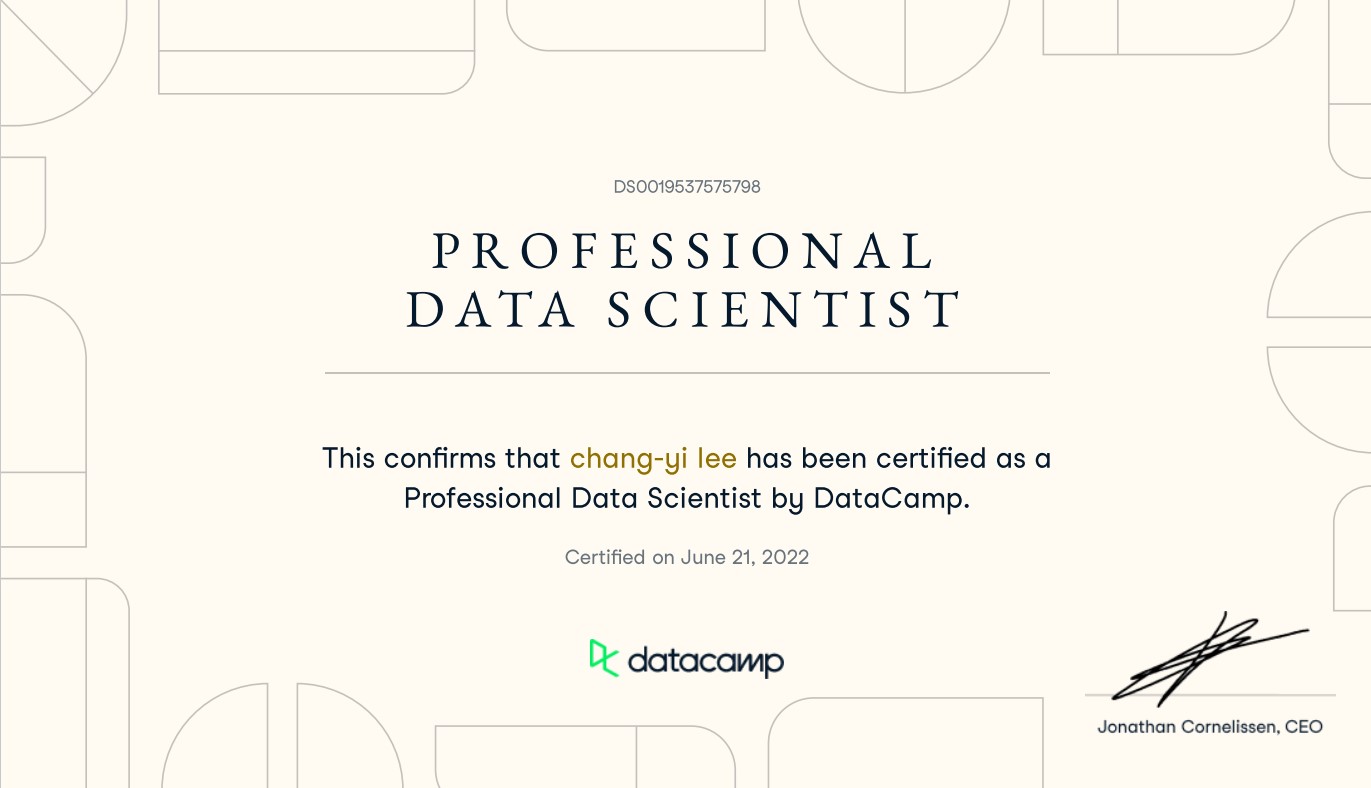 DS0019537575798
PROFESSIONAL
DATA SCIENTIST
This confirms that chang-yi lee has been certified as a
Professional Data Scientist by DataCamp.
Certified on June 21, 2022
datacamp
Jonathan Cornelissen, CEO